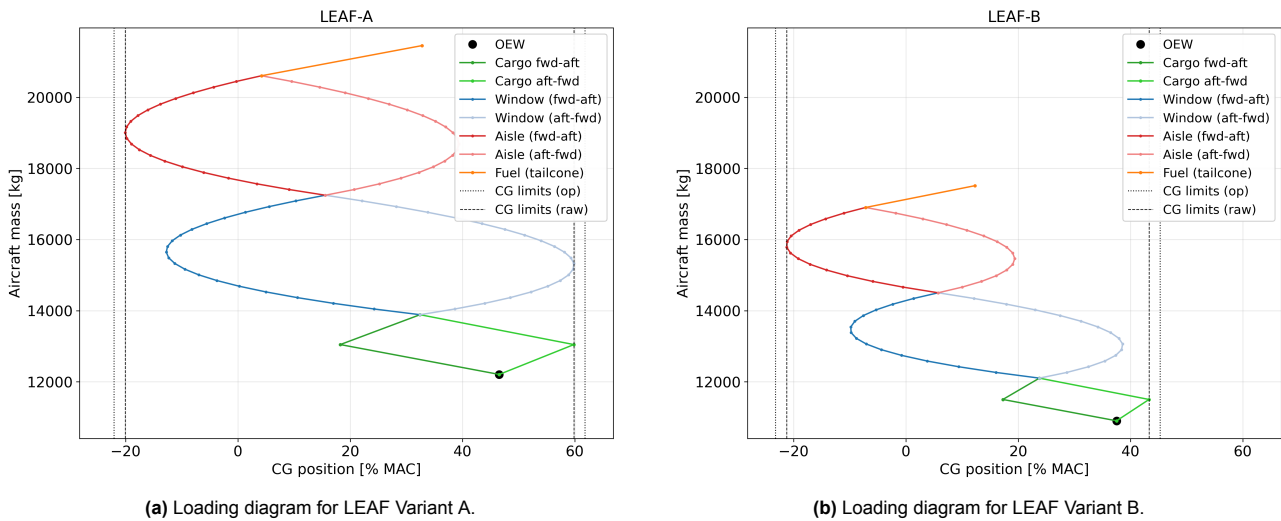 LEAF-A
Aircraft mass [kg]
20000
18000
16000
14000
12000
−20
0
20
40
60
CG position [% MAC]
OEW
Cargo fwd-aft
Cargo aft-fwd
Window (fwd-aft)
Window (aft-fwd)
Aisle (fwd-aft)
Aisle (aft-fwd)
Fuel (tailcone)
CG limits (op)
CG limits (raw)
(a) Loading diagram for LEAF Variant A.
LEAF-B
Aircraft mass [kg]
20000
18000
16000
14000
12000
−20
0
20
40
60
CG position [% MAC]
OEW
Cargo fwd-aft
Cargo aft-fwd
Window (fwd-aft)
Window (aft-fwd)
Aisle (fwd-aft)
Aisle (aft-fwd)
Fuel (tailcone)
CG limits (op)
CG limits (raw)
(b) Loading diagram for LEAF Variant B.